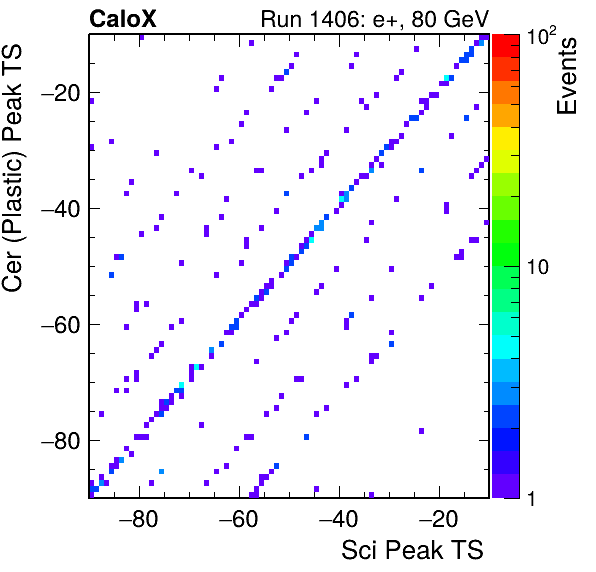 CaloX Run 1406: e+, 80 GeV
Cer (Plastic) Peak TS
−20
−40
−60
−80
−80 −60 −40 −20
Sci Peak TS
10²
10
1
Events